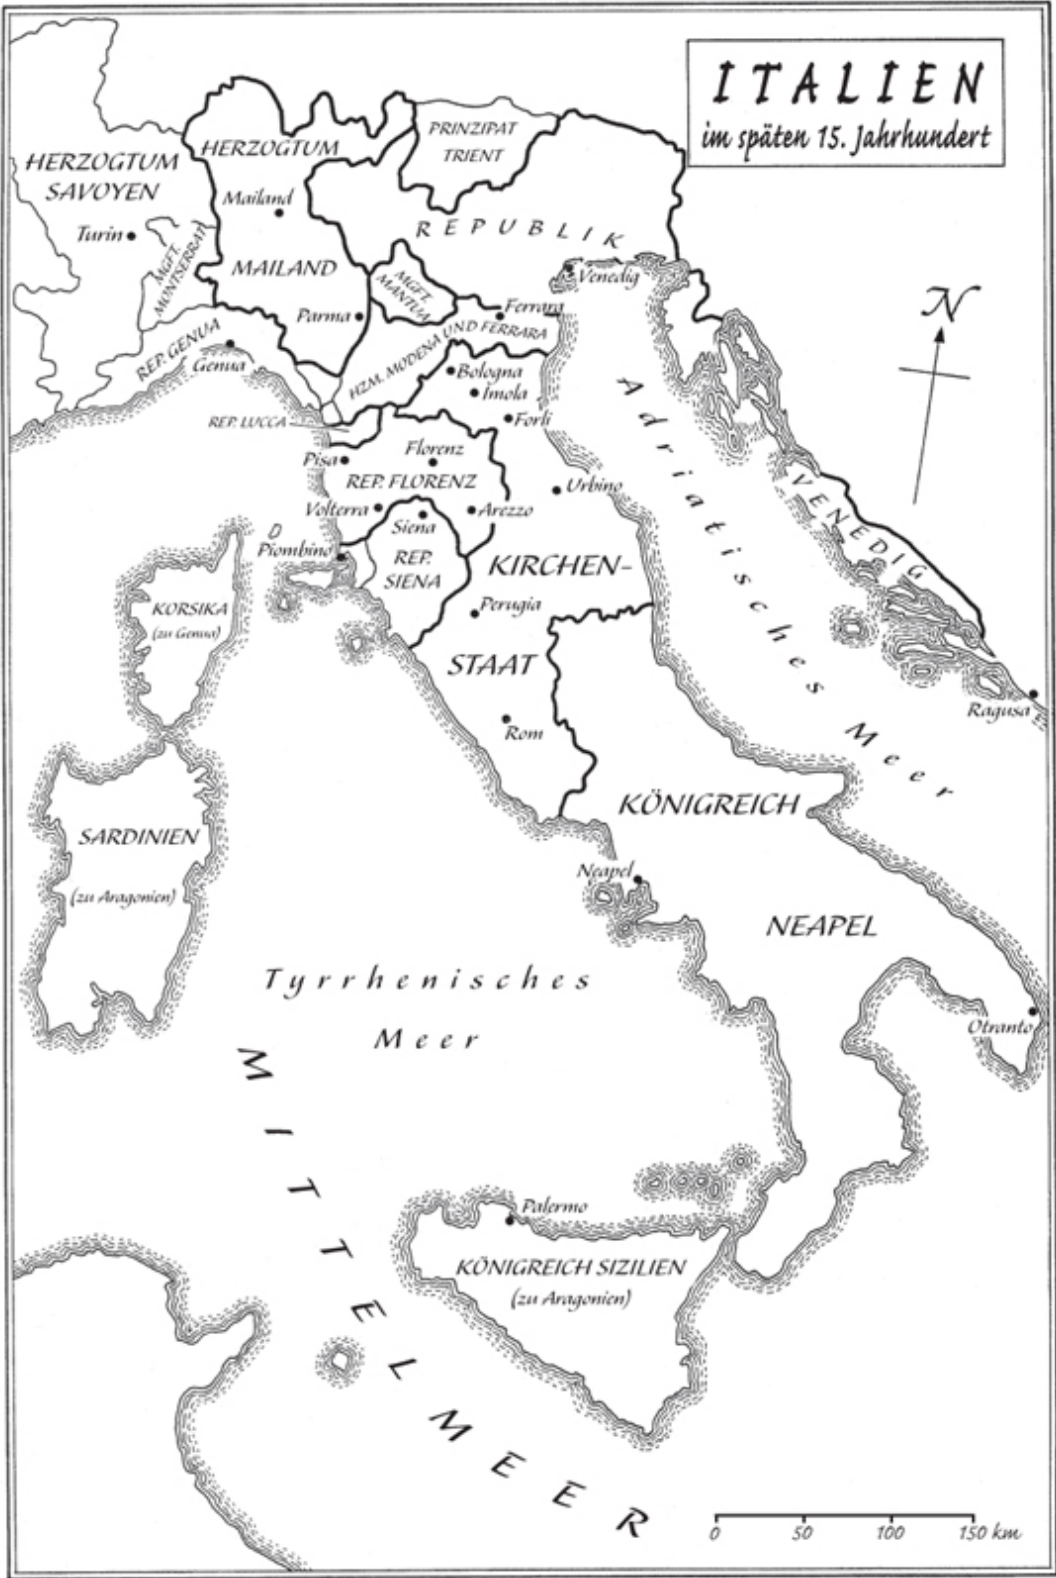 ITALIEN
im späten 15. Jahrhundert
HERZOGTUM
SAVOYEN
Turin
MGFT.
MONTSERRAT
HERZOGTUM
Mailand
MAILAND
Parma
PRINZIPAT
TRIENT
REPUBLIK
Venedig
MGFT.
MANTUA
Ferrara
HZM. MODENA UND FERRARA
REP. GENUA
Genua
Bologna
Imola
Forli
REP. LUCCA
Pisa
Florenz
REP. FLORENZ
Volterra
Arezzo
Siena
REP.
SIENA
D
Piombino
Urbino
KIRCHEN-
Perugia
STAAT
Rom
N
Adriatisches Meer
VENEDIG
Ragusa
KORSIKA
(zu Genua)
SARDINIEN
(zu Aragonien)
KÖNIGREICH
Neapel
NEAPEL
Otranto
Tyrrhenisches
Meer
MITTELMEER
Palermo
KÖNIGREICH SIZILIEN
(zu Aragonien)
0 50 100 150 km